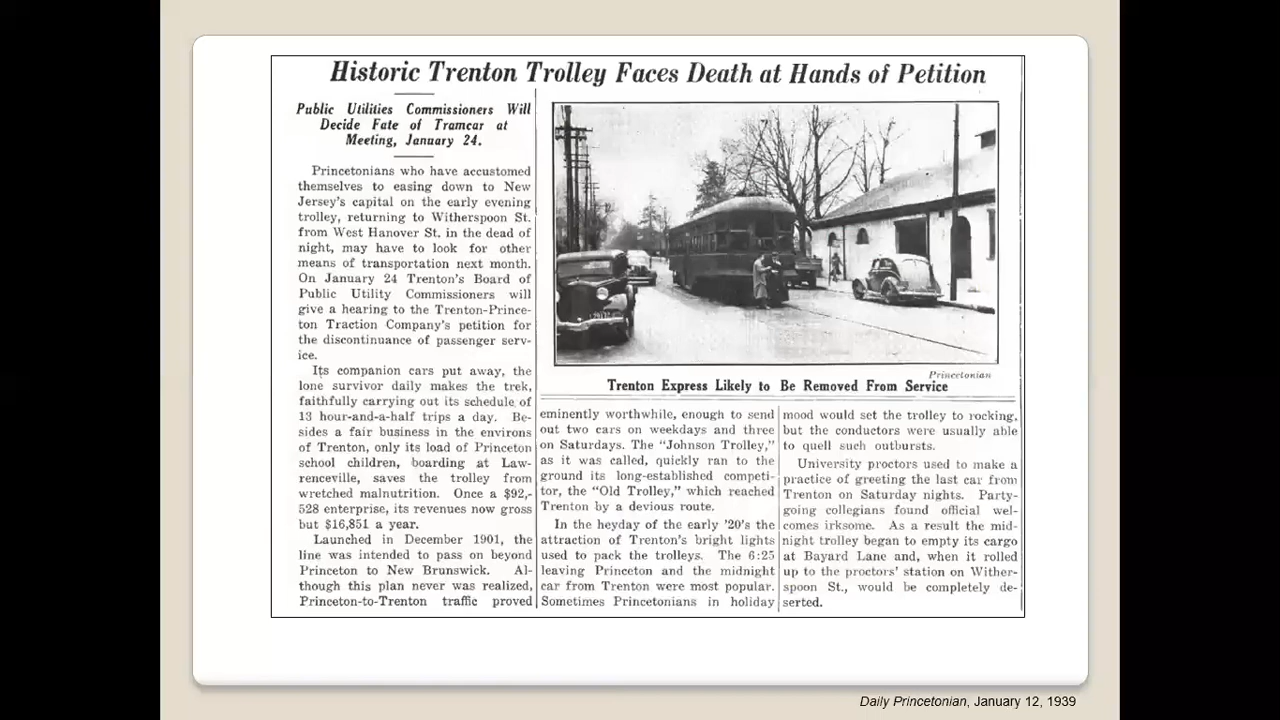 Historic Trenton Trolley Faces Death at Hands of Petition
Public Utilities Commissioners Will
Decide Fate of Tramcar at
Meeting, January 24.
Princetonians who have accustomed
themselves to easing down to New
Jersey's capital on the early evening
trolley, returning to Witherspoon St.
from West Hanover St. in the dead of
night, may have to look for other
means of transportation next month.
On January 24 Trenton's Board of
Public Utility Commissioners will
give a hearing to the Trenton-Prince-
ton Traction Company's petition for
the discontinuance of passenger serv-
ice.
Its companion cars put away, the
lone survivor daily makes the trek,
faithfully carrying out its schedule of
13 hour-and-a-half trips a day. Be-
sides a fair business in the environs
of Trenton, only its load of Princeton
school children, boarding at Law-
renceville, saves the trolley from
wretched malnutrition. Once a $92,-
528 enterprise, its revenues now gross
but $16,851 a year.
Launched in December 1901, the
line was intended to pass on beyond
Princeton to New Brunswick. Al-
though this plan never was realized,
Princeton-to-Trenton traffic proved
Princetonian
Trenton Express Likely to Be Removed From Service
eminently worthwhile, enough to send
out two cars on weekdays and three
on Saturdays. The "Johnson Trolley,"
as it was called, quickly ran to the
ground its long-established competi-
tor, the "Old Trolley," which reached
Trenton by a devious route.
In the heyday of the early '20's the
attraction of Trenton's bright lights
used to pack the trolleys. The 6:25
leaving Princeton and the midnight
car from Trenton were most popular.
Sometimes Princetonians in holiday
mood would set the trolley to rocking,
but the conductors were usually able
to quell such outbursts.
University proctors used to make a
practice of greeting the last car from
Trenton on Saturday nights. Party-
going collegians found official wel-
comes irksome. As a result the mid-
night trolley began to empty its cargo
at Bayard Lane and, when it rolled
up to the proctors' station on Wither-
spoon St., would be completely de-
serted.
Daily Princetonian, January 12, 1939